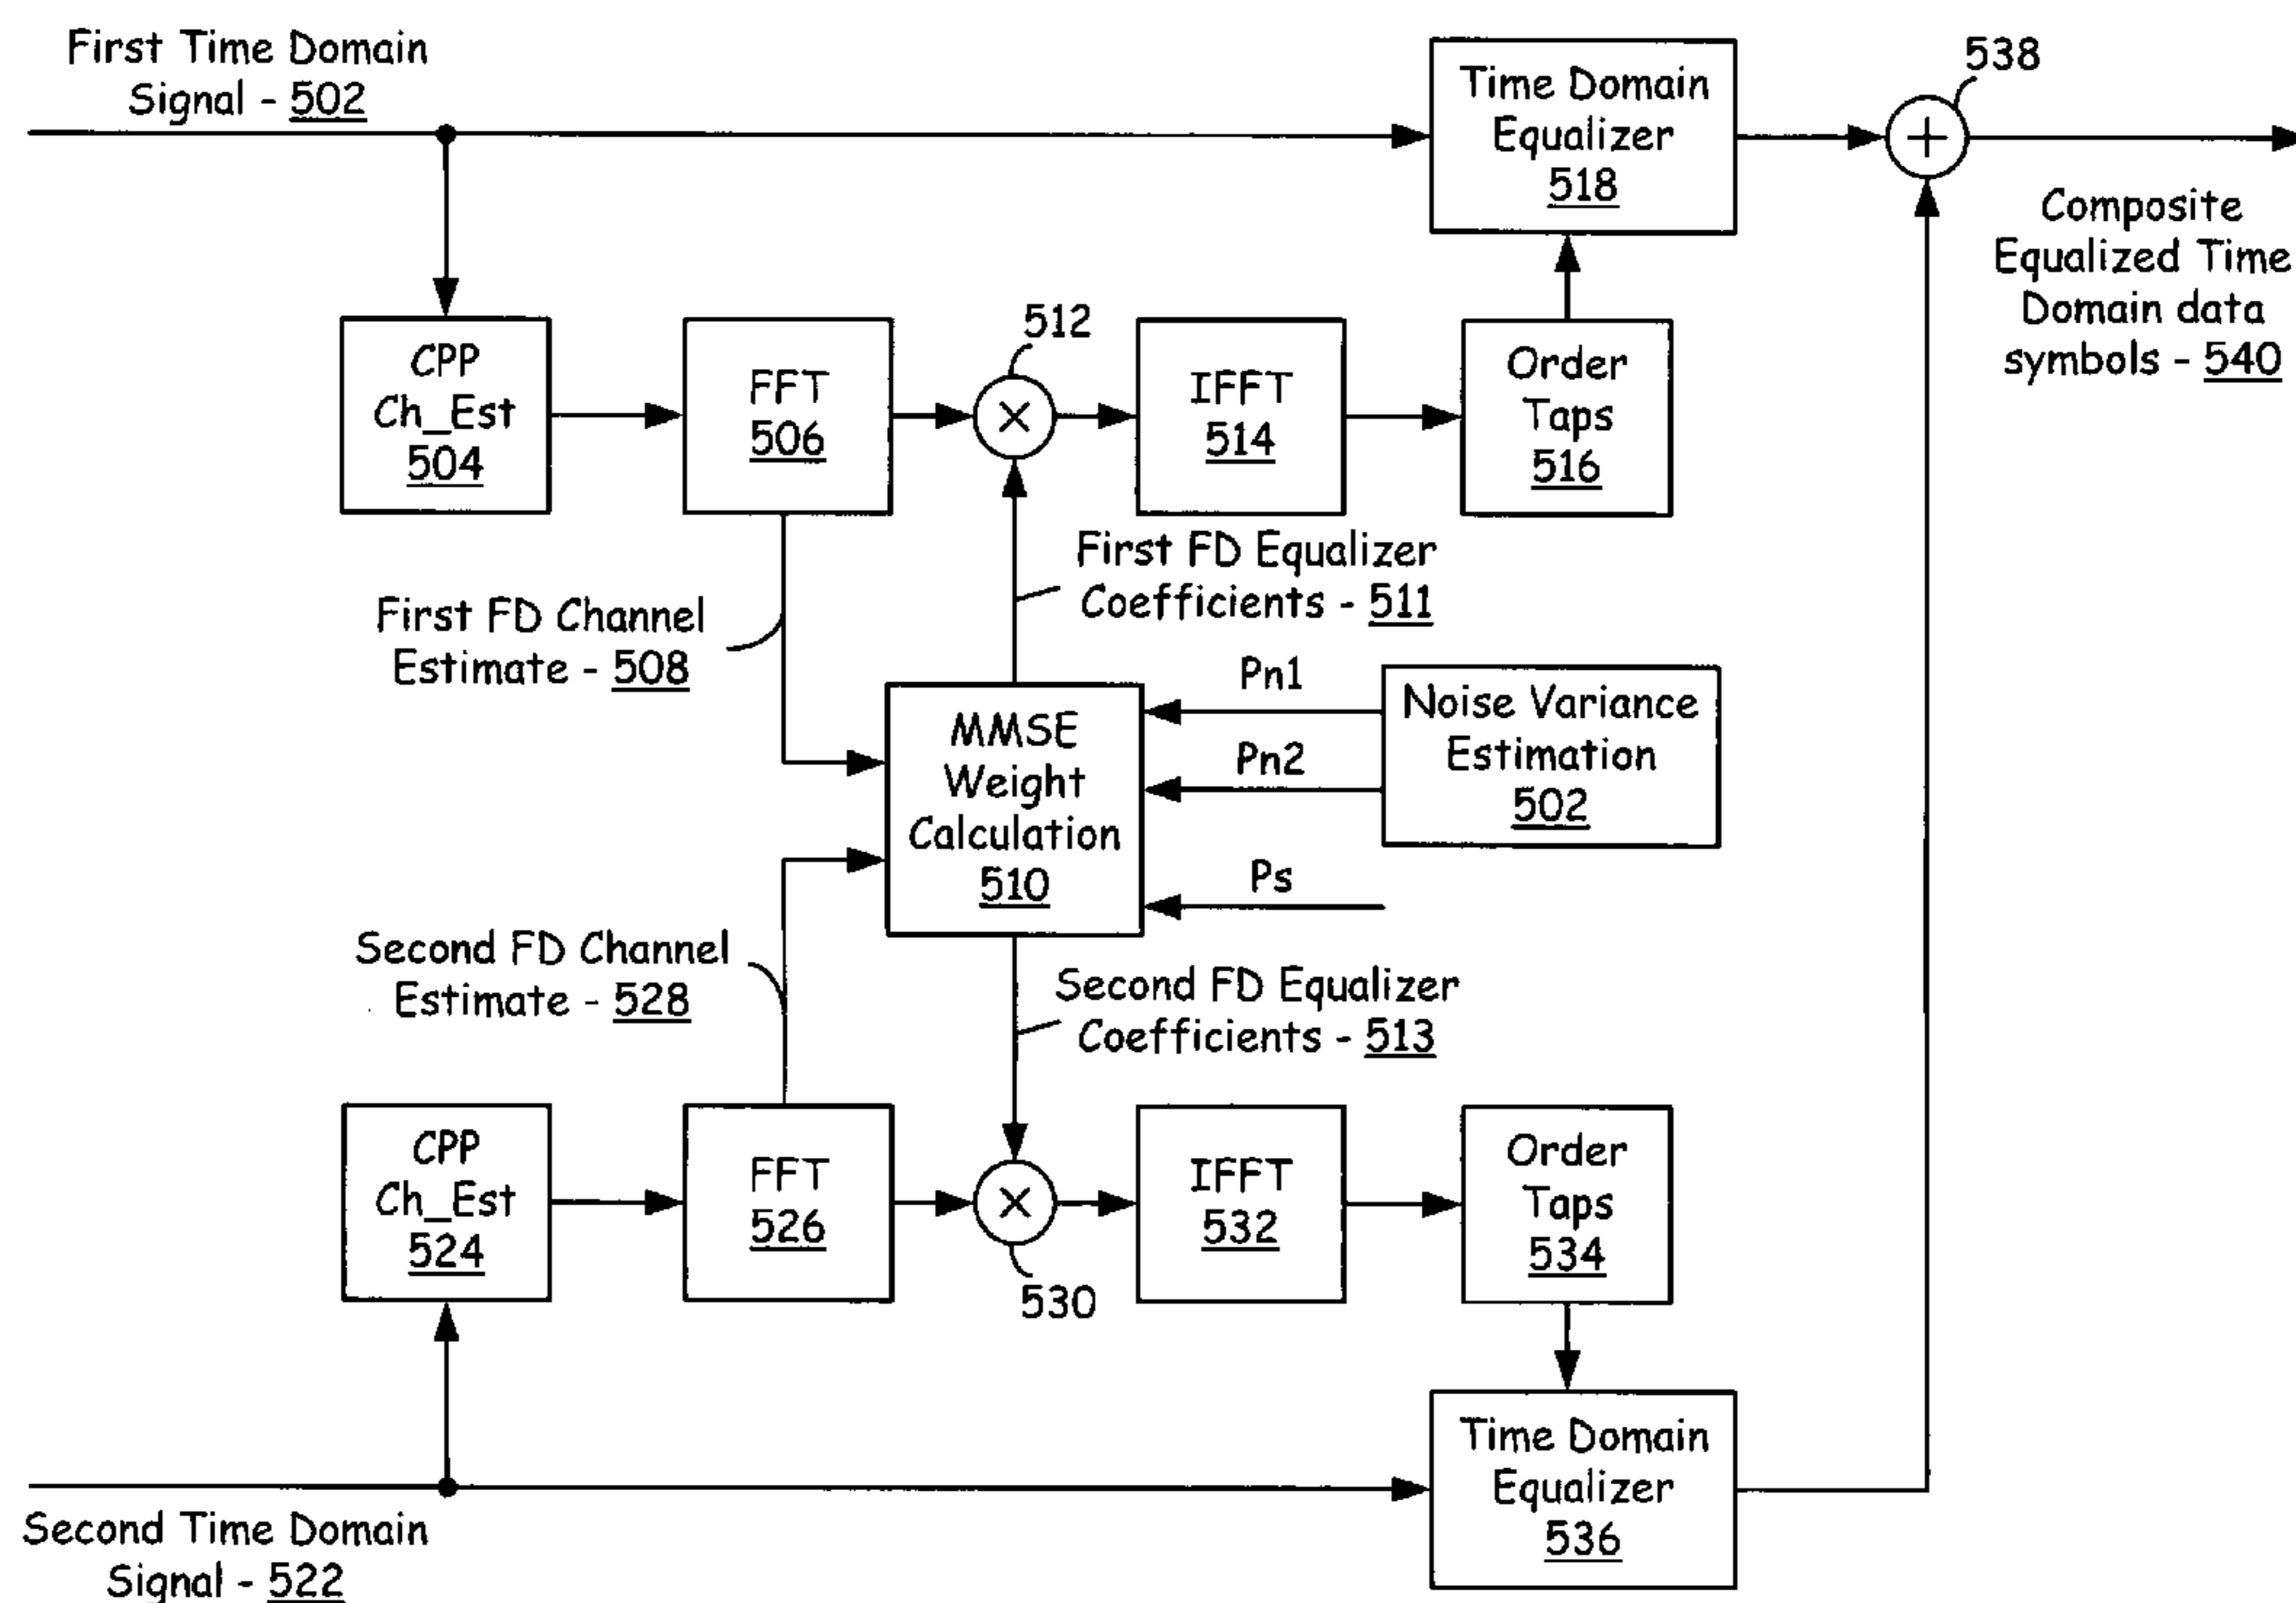 First Time Domain
Signal - 502
Time Domain
Equalizer
518
538
+
Composite
Equalized Time
Domain data
symbols - 540
CPP
Ch_Est
504
FFT
506
512
×
IFFT
514
Order
Taps
516
First FD Channel
Estimate - 508
First FD Equalizer
Coefficients - 511
MMSE
Weight
Calculation
510
Pn1
Pn2
Ps
Noise Variance
Estimation
502
Second FD Channel
Estimate - 528
Second FD Equalizer
Coefficients - 513
CPP
Ch_Est
524
FFT
526
×
530
IFFT
532
Order
Taps
534
Time Domain
Equalizer
536
Second Time Domain
Signal - 522